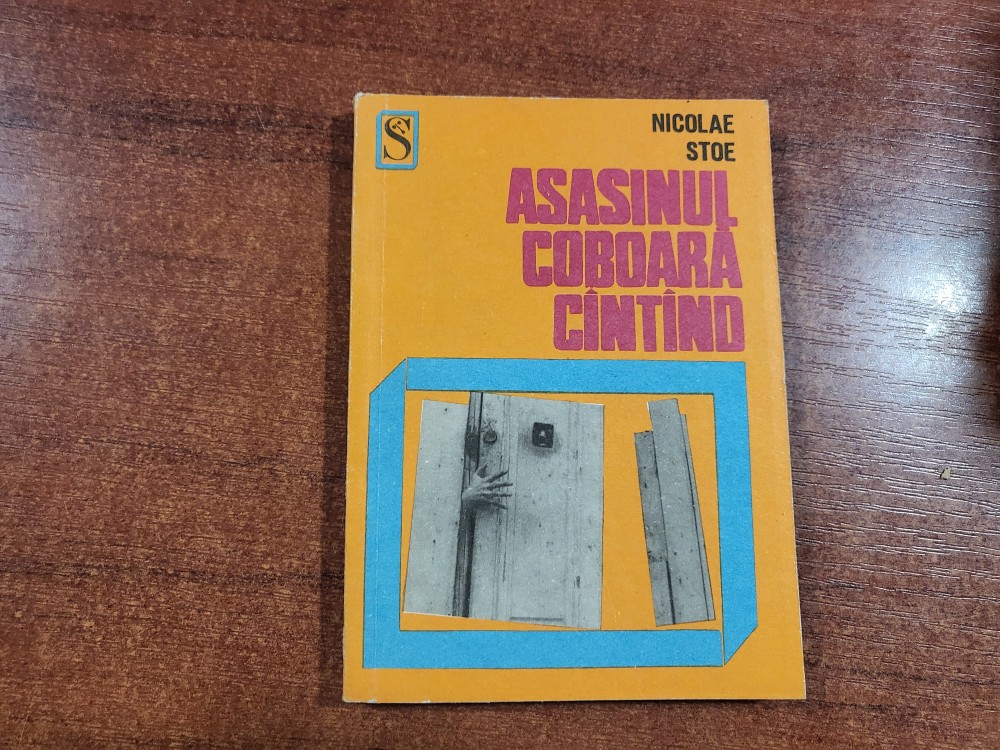 S
NICOLAE
STOE
ASASINUL
COBOARĂ
CÎNTÎND